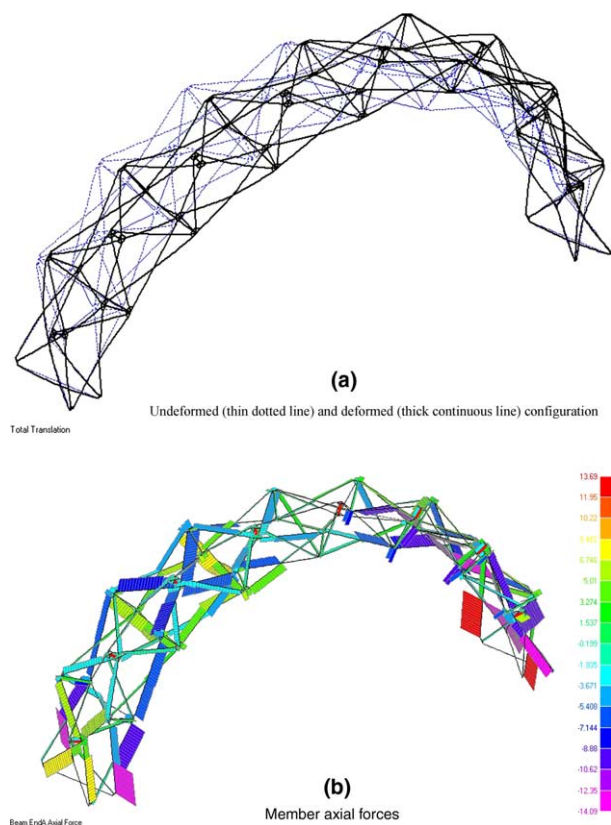 (a)
Undeformed (thin dotted line) and deformed (thick continuous line) configuration
Total Translation
13.69
11.95
10.22
6.748
5.01
3.274
1.537
-0.199
-1.935
-3.671
-5.408
-7.144
-8.88
-10.62
-12.35
-14.09
(b)
Member axial forces
Beam EndA Axial Force